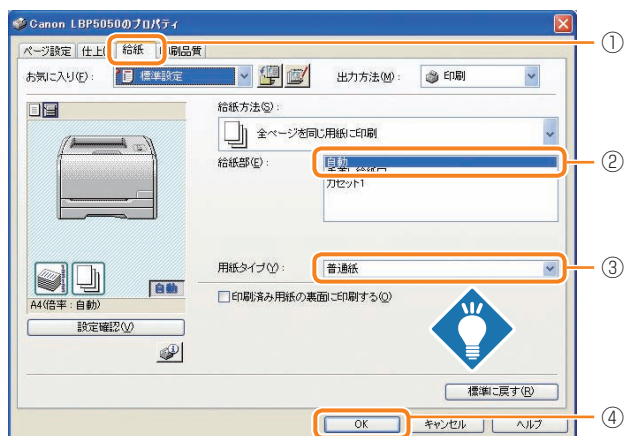 Canon LBP5050のプロパティ
ページ設定 仕上げ 給紙 印刷品質
①
お気に入り(F): 標準設定 出力方法(M): 印刷
給紙方法(S):
全ページを同じ用紙に印刷
給紙部(E): 自動
②
カセット1
用紙タイプ(Y): 普通紙
③
自動
A4(倍率:自動)
印刷済み用紙の裏面に印刷する(O)
設定確認(V)
標準に戻す(R)
OK キャンセル ヘルプ
④